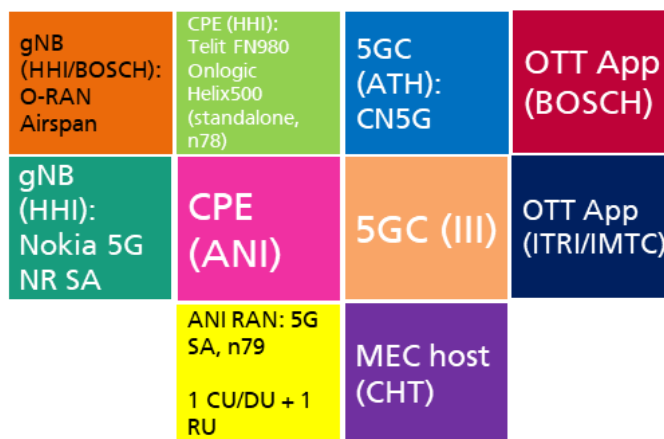 gNB
(HHI/BOSCH):
O-RAN
Airspan
CPE (HHI):
Telit FN980
Onlogic
Helix500
(standalone,
n78)
5GC
(ATH):
CN5G
OTT App
(BOSCH)
gNB
(HHI):
Nokia 5G
NR SA
CPE
(ANI)
5GC (III)
OTT App
(ITRI/IMTC)
ANI RAN: 5G
SA, n79
1 CU/DU + 1
RU
MEC host
(CHT)